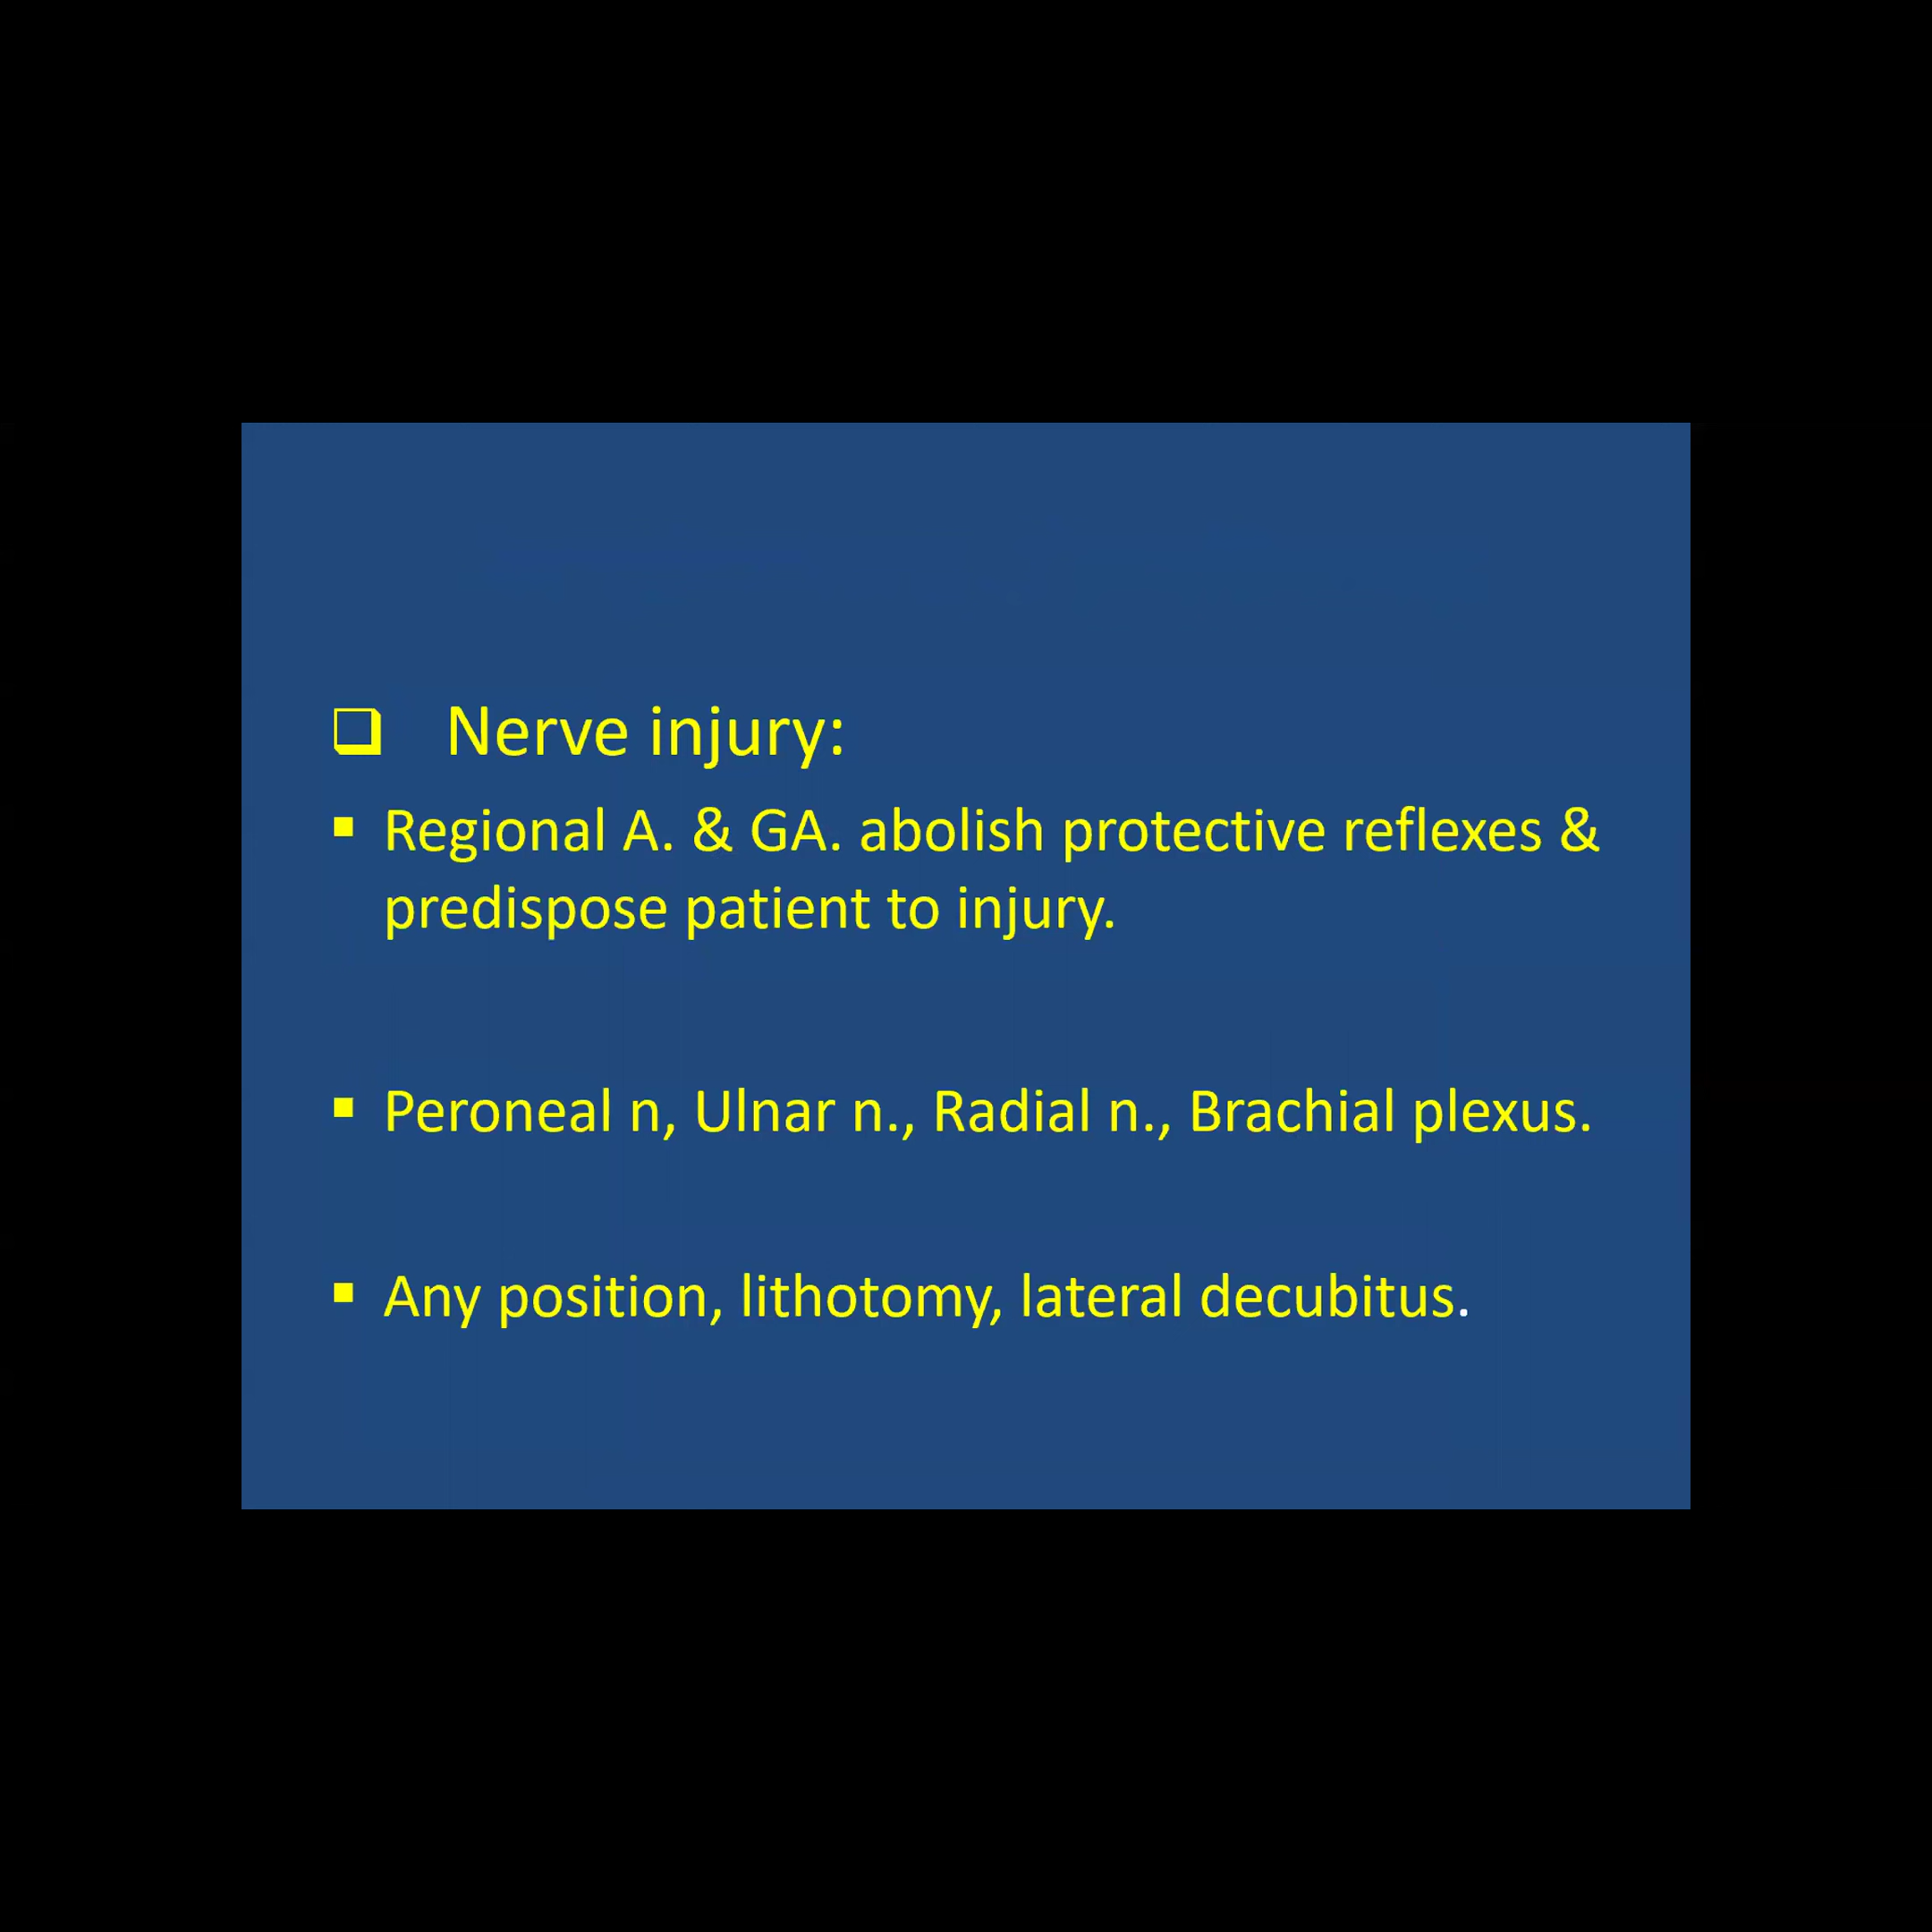 Nerve injury:
Regional A. & GA. abolish protective reflexes &
predispose patient to injury.
Peroneal n, Ulnar n., Radial n., Brachial plexus.
Any position, lithotomy, lateral decubitus.